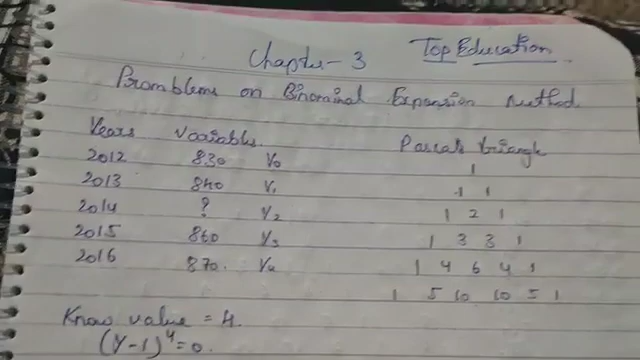 Chapter - 3 Top Education
Promblems on Binominal Expansion Method
Years Variable Pascals triangle
2012 830 Y₀ 1
2013 840 Y₁ 1 1
2014 ? Y₂ 1 2 1
2015 860 Y₃ 1 3 3 1
2016 870. Y₄ 1 4 6 4 1
1 5 10 10 5 1
Know value = 4.
(Y-1)⁴=0.